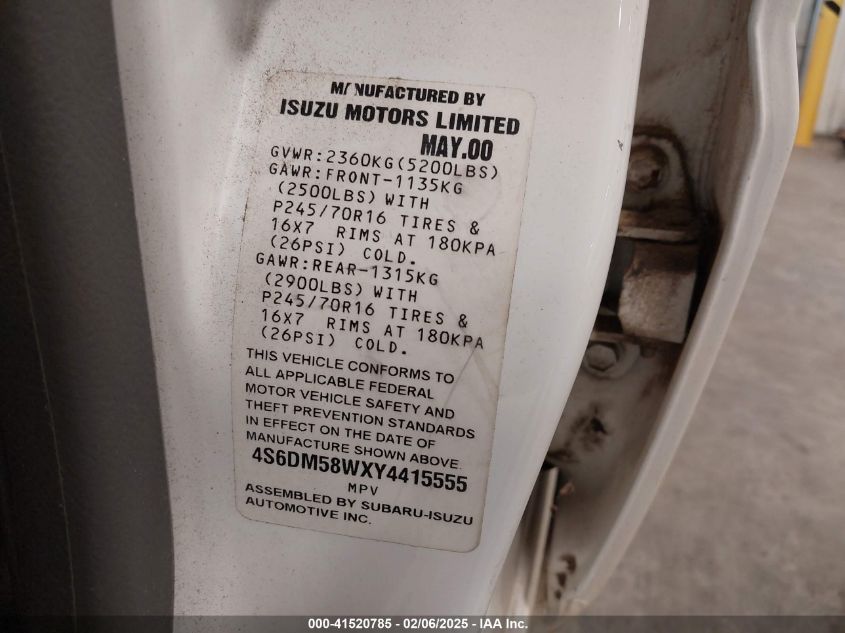 MANUFACTURED BY
ISUZU MOTORS LIMITED
MAY.00
GVWR:2360KG(5200LBS)
GAWR:FRONT-1135KG
(2500LBS) WITH
P245/70R16 TIRES &
16X7 RIMS AT 180KPA
(26PSI) COLD.
GAWR:REAR-1315KG
(2900LBS) WITH
P245/70R16 TIRES &
16X7 RIMS AT 180KPA
(26PSI) COLD.
THIS VEHICLE CONFORMS TO
ALL APPLICABLE FEDERAL
MOTOR VEHICLE SAFETY AND
THEFT PREVENTION STANDARDS
IN EFFECT ON THE DATE OF
MANUFACTURE SHOWN ABOVE.
4S6DM58WXY4415555
MPV
ASSEMBLED BY SUBARU-ISUZU
AUTOMOTIVE INC.
000-41520785 - 02/06/2025 - IAA Inc.